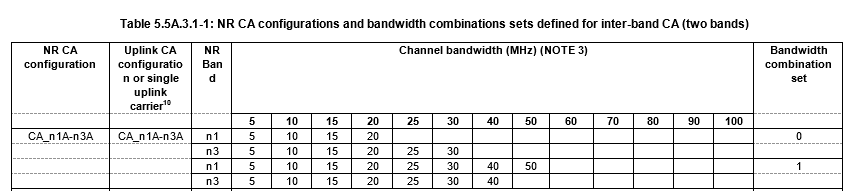 Table 5.5A.3.1-1: NR CA configurations and bandwidth combinations sets defined for inter-band CA (two bands)
NR CA configuration Uplink CA configuratio n or single uplink carrier10 NR Ban d Channel bandwidth (MHz) (NOTE 3) Bandwidth combination set
5 10 15 20 25 30 40 50 60 70 80 90 100
CA_n1A-n3A CA_n1A-n3A n1 5 10 15 20 0
n3 5 10 15 20 25 30
n1 5 10 15 20 25 30 40 50 1
n3 5 10 15 20 25 30 40